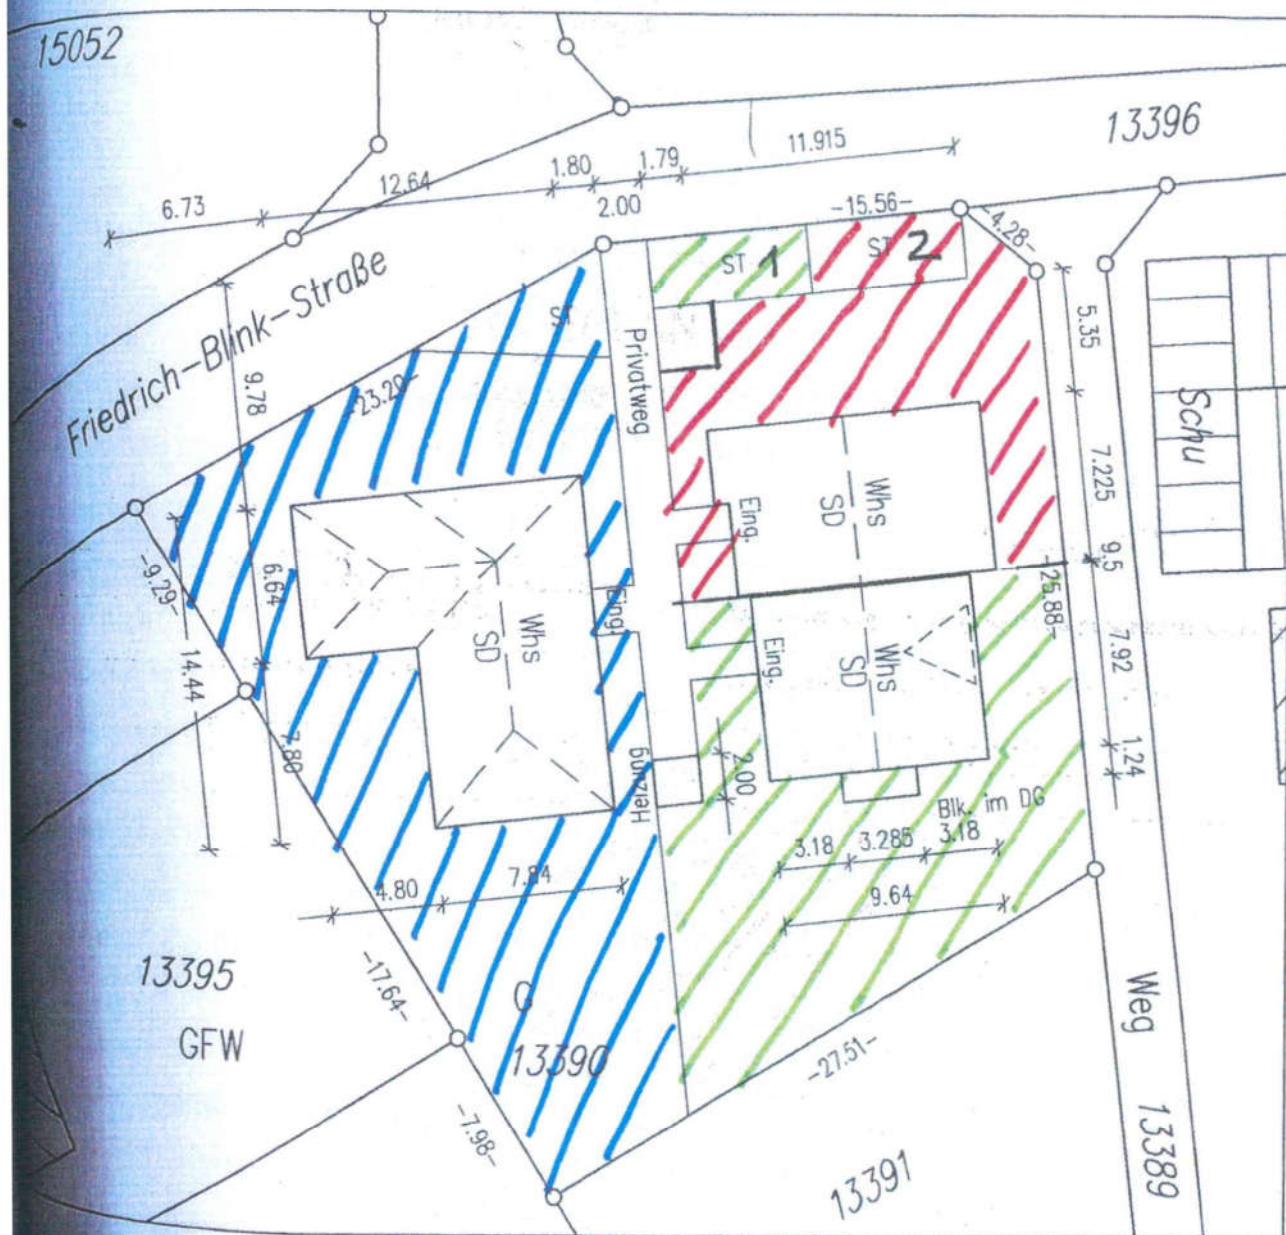 15052
13396
11.915
1.79
1.80
12.64
6.73
2.00
-15.56-
-4.28-
ST 1
ST 2
ST
Friedrich-Blink-Straße
9.78
-23.20-
Privatweg
5.35
Schu
7.225
9.5
-25.88-
7.92
1.24
Whs
SD
Eing.
Whs
SD
Eing.
Whs
SD
Eing.
-9.29-
6.64
14.44
7.80
Heizung
2.00
Blk. im DG
3.18
3.285
3.18
9.64
4.80
7.84
13395
GFW
-17.64-
G
13390
-27.51-
-7.98-
13391
Weg
13389